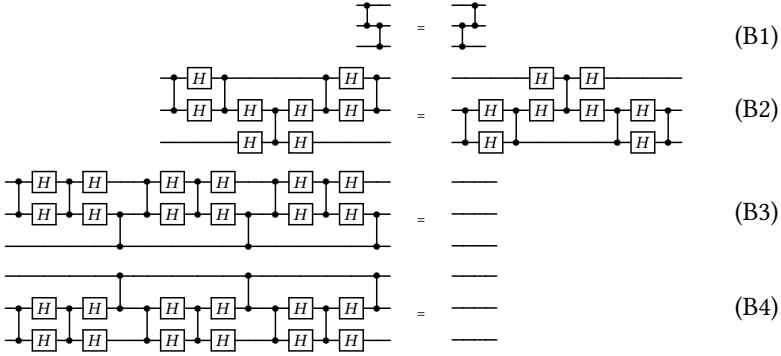 = (B1)
H H H H
H H H H = H H H H (B2)
H H H H
H H H H H H
H H H H H H = (B3)
H H H H H H = (B4)
H H H H H H